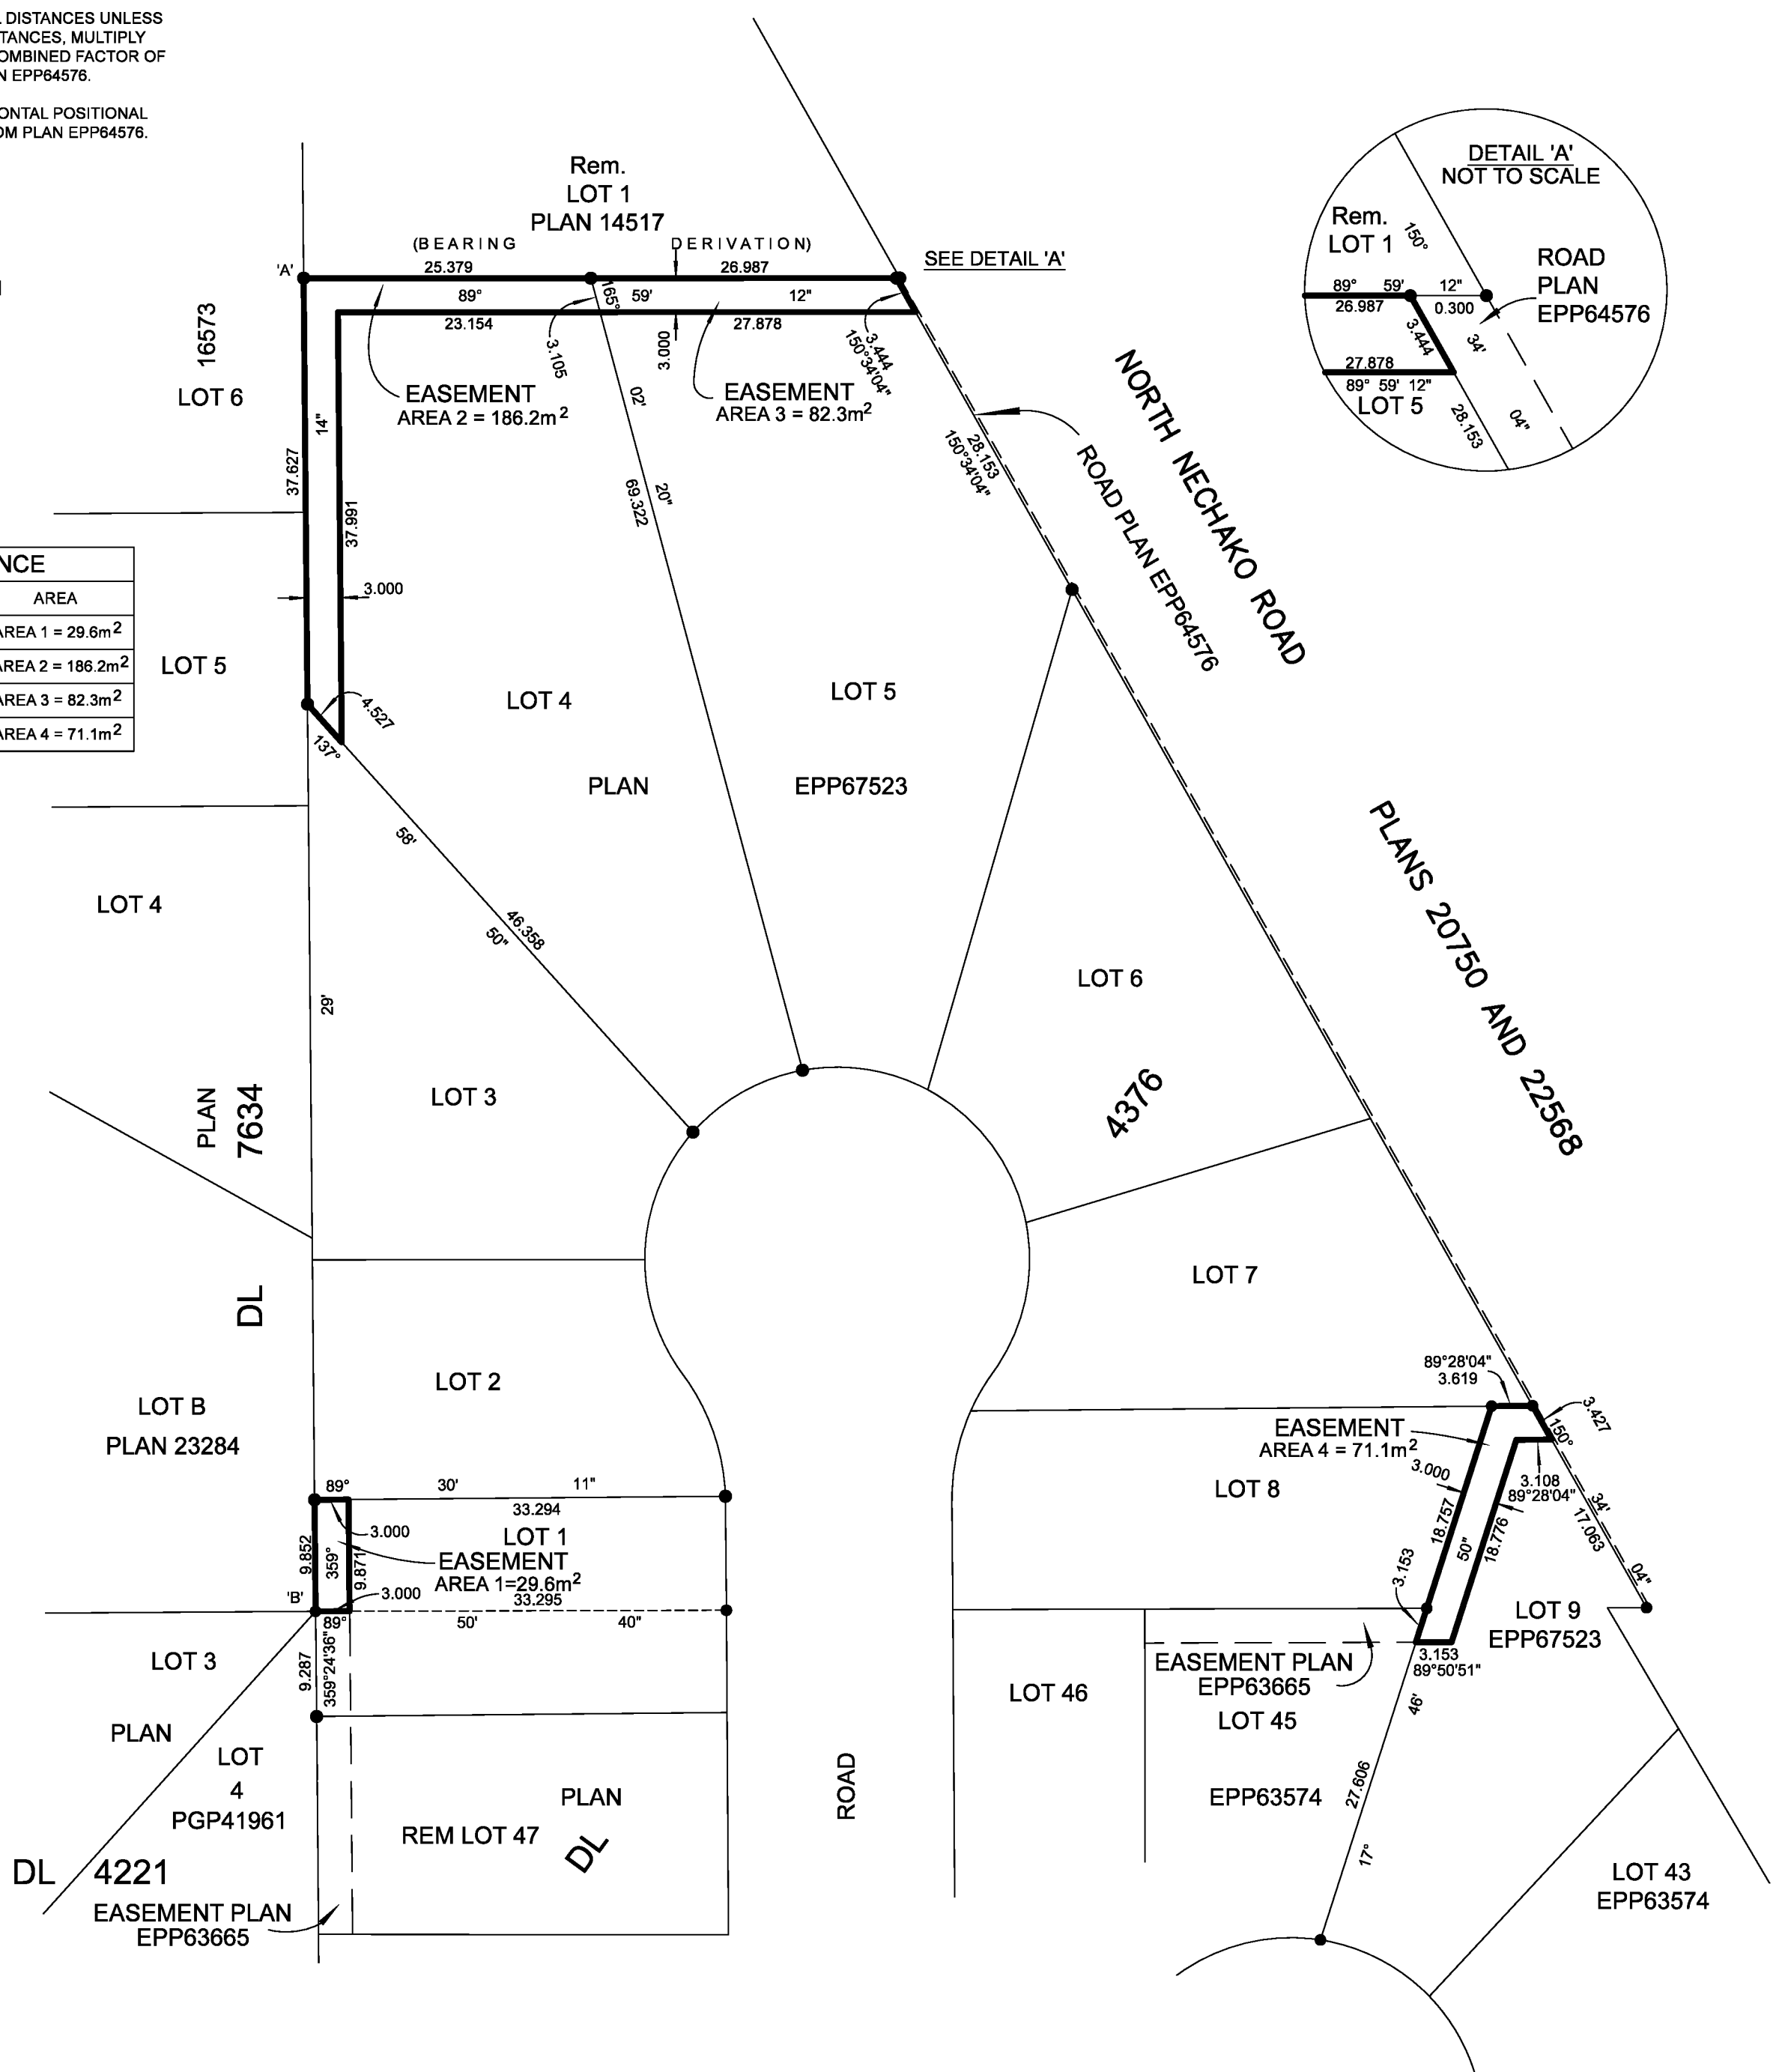 L DISTANCES UNLESS
TANCES, MULTIPLY
OMBINED FACTOR OF
N EPP64576.
ONTAL POSITIONAL
OM PLAN EPP64576.
Rem.
LOT 1
PLAN 14517
(BEARING DERIVATION)
'A'
25.379
26.987
SEE DETAIL 'A'
89° 59' 12"
165°
23.154
27.878
3.105
3.000
3.444
150°34'04"
EASEMENT
AREA 2 = 186.2m²
EASEMENT
AREA 3 = 82.3m²
DETAIL 'A'
NOT TO SCALE
Rem.
LOT 1
150°
ROAD
PLAN
EPP64576
89° 59' 12"
26.987
0.300
3.444
34'
27.878
89° 59' 12"
LOT 5
28.153
04"
16573
LOT 6
14"
37.627
37.991
02'
20"
69.322
28.153
150°34'04"
ROAD PLAN EPP64576
NORTH NECHAKO ROAD
NCE
AREA
AREA 1 = 29.6m²
AREA 2 = 186.2m²
AREA 3 = 82.3m²
AREA 4 = 71.1m²
3.000
LOT 5
LOT 4
LOT 5
4.527
137°
PLAN EPP67523
58'
46.358
50"
PLANS 20750 AND 22568
LOT 4
29'
LOT 6
LOT 3
4376
PLAN
7634
DL
LOT 7
LOT 2
LOT B
PLAN 23284
89°28'04"
3.619
3.427
150°
EASEMENT
AREA 4 = 71.1m²
3.000
3.108
89°28'04"
LOT 8
18.757
50"
18.776
34'
17.063
04"
89° 30' 11"
33.294
3.000
LOT 1
EASEMENT
AREA 1=29.6m²
9.852
359°
9.871
3.000
33.295
'B'
89° 50' 40"
3.153
LOT 9
EPP67523
3.153
89°50'51"
EASEMENT PLAN
EPP63665
LOT 3
9.287
359°24'36"
LOT 46
LOT 45
46'
PLAN
LOT
4
PGP41961
PLAN
REM LOT 47
DL
ROAD
EPP63574
27.606
17°
DL 4221
LOT 43
EPP63574
EASEMENT PLAN
EPP63665